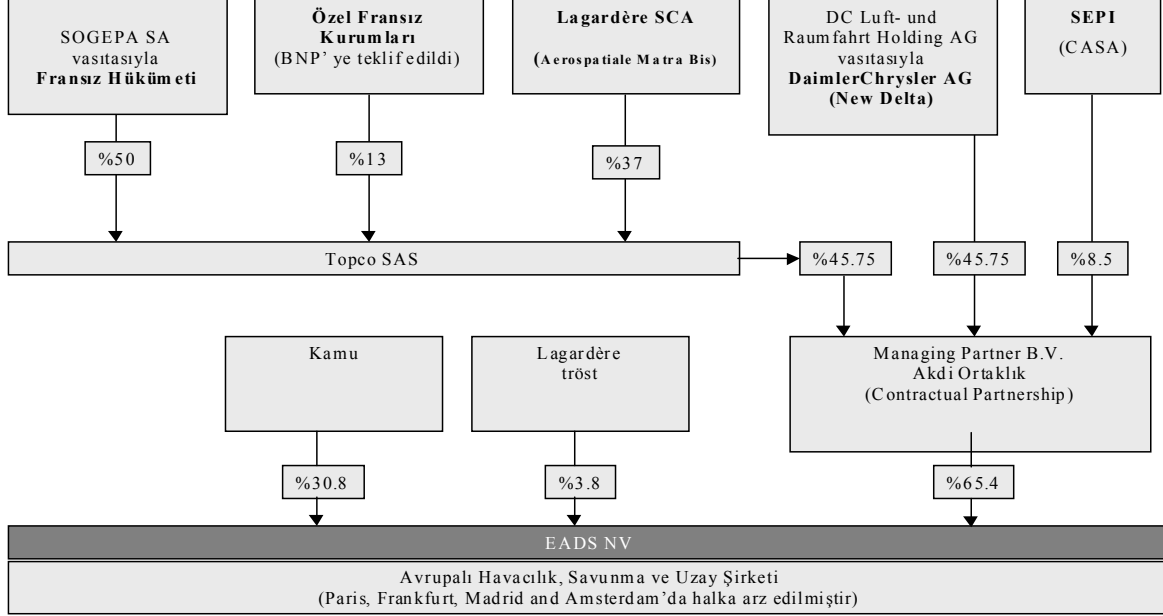 SOGEPA SA
vasıtasıyla
Fransız Hükümeti
Özel Fransız
Kurumları
(BNP' ye teklif edildi)
Lagardère SCA
(Aerospatiale Matra Bis)
DC Luft- und
Raumfahrt Holding AG
vasıtasıyla
DaimlerChrysler AG
(New Delta)
SEPI
(CASA)
%50
%13
%37
Topco SAS
%45.75
%45.75
%8.5
Kamu
Lagardère
tröst
Managing Partner B.V.
Akdi Ortaklık
(Contractual Partnership)
%30.8
%3.8
%65.4
EADS NV
Avrupalı Havacılık, Savunma ve Uzay Şirketi
(Paris, Frankfurt, Madrid and Amsterdam'da halka arz edilmiştir)